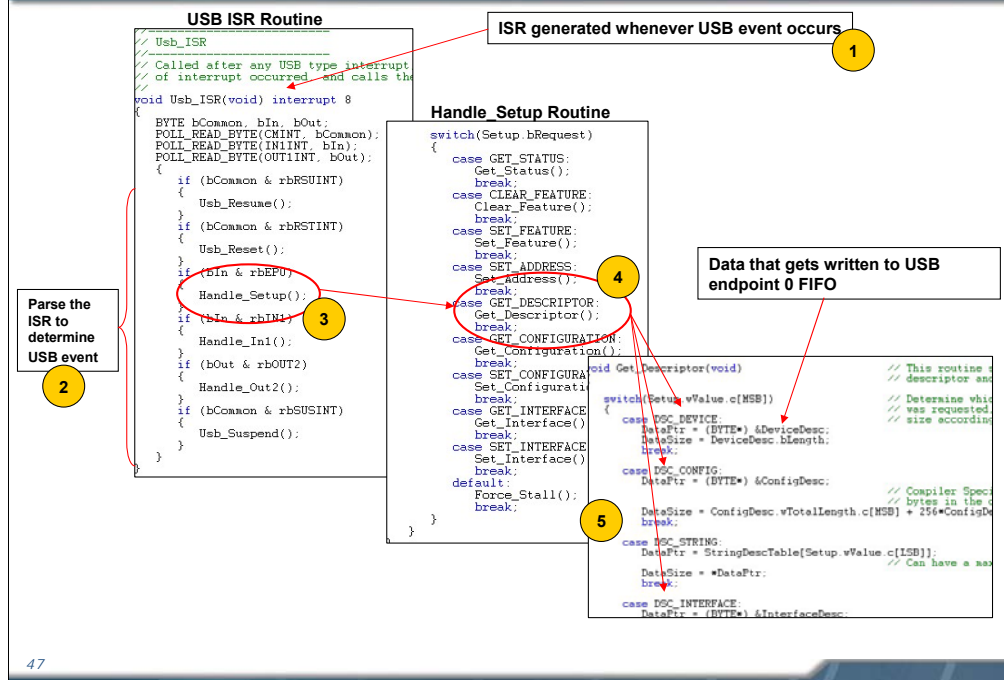 USB ISR Routine
ISR generated whenever USB event occurs
1
//--------------------------
// Usb_ISR
//--------------------------
// Called after any USB type interrupt
// of interrupt occurred, and calls the
//
void Usb_ISR(void) interrupt 8
{
BYTE bCommon, bIn, bOut;
POLL_READ_BYTE(CMINT, bCommon);
POLL_READ_BYTE(IN1INT, bIn);
POLL_READ_BYTE(OUT1INT, bOut);
{
if (bCommon & rbRSUINT)
{
Usb_Resume();
}
if (bCommon & rbRSTINT)
{
Usb_Reset();
}
if (bIn & rbEP0)
{
Handle_Setup();
}
if (bIn & rbIN1)
{
Handle_In1();
}
if (bOut & rbOUT2)
{
Handle_Out2();
}
if (bCommon & rbSUSINT)
{
Usb_Suspend();
}
}
}
Parse the
ISR to
determine
USB event
2
3
Handle_Setup Routine
switch(Setup.bRequest)
{
case GET_STATUS:
Get_Status();
break;
case CLEAR_FEATURE:
Clear_Feature();
break;
case SET_FEATURE:
Set_Feature();
break;
case SET_ADDRESS:
Set_Address();
break;
case GET_DESCRIPTOR:
Get_Descriptor();
break;
case GET_CONFIGURATION:
Get_Configuration();
break;
case SET_CONFIGURA
Set_Configurati
break;
case GET_INTERFACE
Get_Interface()
break;
case SET_INTERFACE
Set_Interface()
break;
default:
Force_Stall();
break;
}
}
4
Data that gets written to USB
endpoint 0 FIFO
void Get_Descriptor(void) // This routine s
// descriptor and
switch(Setup.wValue.c[MSB]) // Determine whic
{ // was requested,
case DSC_DEVICE: // size according
DataPtr = (BYTE*) &DeviceDesc;
DataSize = DeviceDesc.bLength;
break;
case DSC_CONFIG:
DataPtr = (BYTE*) &ConfigDesc;
// Compiler Speci
// bytes in the c
DataSize = ConfigDesc.wTotalLength.c[MSB] + 256*ConfigDe
break;
case DSC_STRING:
DataPtr = StringDescTable[Setup.wValue.c[LSB]];
// Can have a max
DataSize = *DataPtr;
break;
case DSC_INTERFACE:
DataPtr = (BYTE*) &InterfaceDesc;
5
47